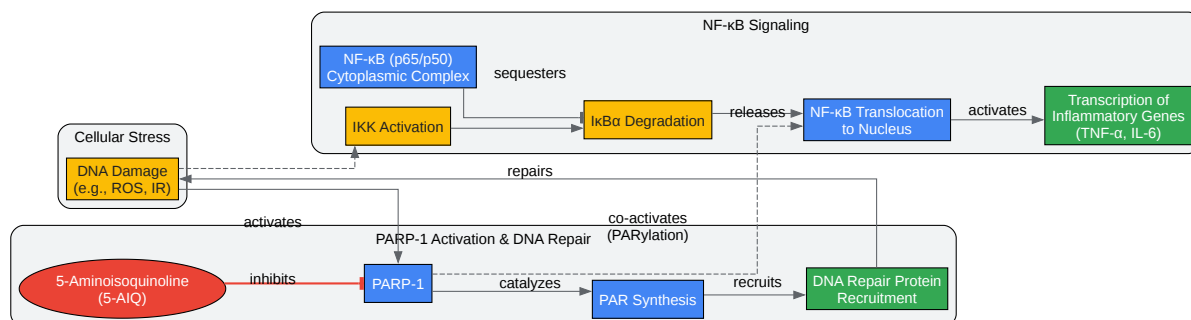 NF-κB Signaling
NF-κB (p65/p50)
Cytoplasmic Complex
sequesters
IKK Activation
IκBα Degradation
releases
NF-κB Translocation
to Nucleus
activates
Transcription of
Inflammatory Genes
(TNF-α, IL-6)
Cellular Stress
DNA Damage
(e.g., ROS, IR)
repairs
activates
co-activates
(PARylation)
PARP-1 Activation & DNA Repair
5-Aminoisoquinoline
(5-AIQ)
inhibits
PARP-1
catalyzes
PAR Synthesis
recruits
DNA Repair Protein
Recruitment